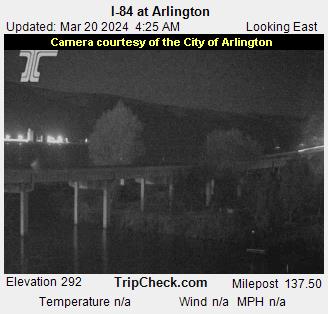 I-84 at Arlington
Updated: Mar 20 2024 4:25 AM Looking East
Camera courtesy of the City of Arlington
Elevation 292 TripCheck.com Milepost 137.50
Temperature n/a Wind n/a MPH n/a